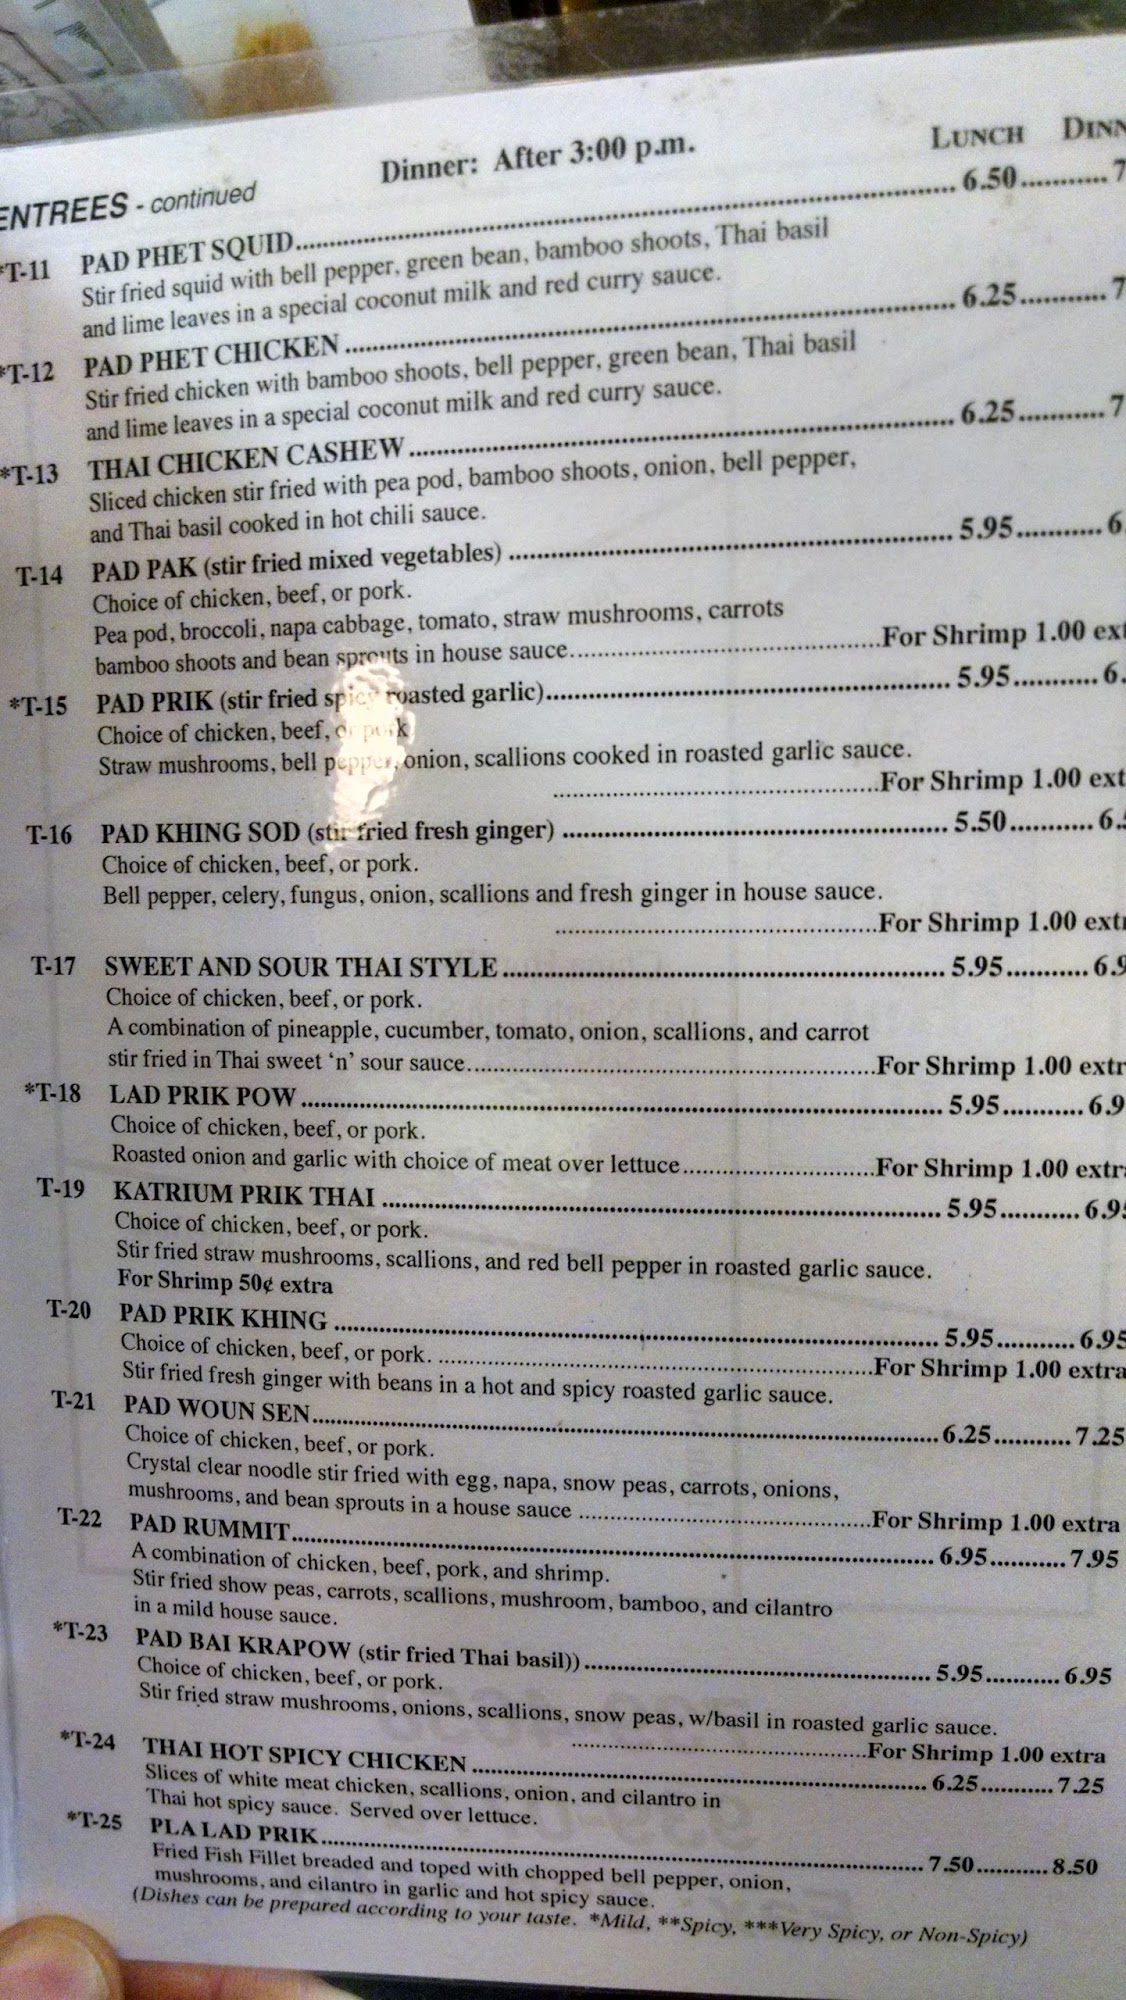 Dinner: After 3:00 p.m.
LUNCH
ENTREES - continued
*T-11 PAD PHET SQUID 6.50
Stir fried squid with bell pepper, green bean, bamboo shoots, Thai basil
and lime leaves in a special coconut milk and red curry sauce.
*T-12 PAD PHET CHICKEN 6.25
Stir fried chicken with bamboo shoots, bell pepper, green bean, Thai basil
and lime leaves in a special coconut milk and red curry sauce.
*T-13 THAI CHICKEN CASHEW 6.25
Sliced chicken stir fried with pea pod, bamboo shoots, onion, bell pepper,
and Thai basil cooked in hot chili sauce.
T-14 PAD PAK (stir fried mixed vegetables) 5.95
Choice of chicken, beef, or pork.
Pea pod, broccoli, napa cabbage, tomato, straw mushrooms, carrots
bamboo shoots and bean sprouts in house sauce. For Shrimp 1.00 ext
*T-15 PAD PRIK (stir fried spicy roasted garlic) 5.95
Choice of chicken, beef, or pork
Straw mushrooms, bell pepper, onion, scallions cooked in roasted garlic sauce.
For Shrimp 1.00 ext
T-16 PAD KHING SOD (stir fried fresh ginger) 5.50
Choice of chicken, beef, or pork.
Bell pepper, celery, fungus, onion, scallions and fresh ginger in house sauce.
For Shrimp 1.00 extr
T-17 SWEET AND SOUR THAI STYLE 5.95 6.9
Choice of chicken, beef, or pork.
A combination of pineapple, cucumber, tomato, onion, scallions, and carrot
stir fried in Thai sweet 'n' sour sauce. For Shrimp 1.00 extr
*T-18 LAD PRIK POW 5.95 6.9
Choice of chicken, beef, or pork.
Roasted onion and garlic with choice of meat over lettuce For Shrimp 1.00 extra
T-19 KATRIUM PRIK THAI 5.95 6.95
Choice of chicken, beef, or pork.
Stir fried straw mushrooms, scallions, and red bell pepper in roasted garlic sauce.
For Shrimp 50¢ extra
T-20 PAD PRIK KHING 5.95 6.95
Choice of chicken, beef, or pork. For Shrimp 1.00 extra
Stir fried fresh ginger with beans in a hot and spicy roasted garlic sauce.
T-21 PAD WOUN SEN 6.25 7.25
Choice of chicken, beef, or pork.
Crystal clear noodle stir fried with egg, napa, snow peas, carrots, onions,
mushrooms, and bean sprouts in a house sauce For Shrimp 1.00 extra
T-22 PAD RUMMIT 6.95 7.95
A combination of chicken, beef, pork, and shrimp.
Stir fried show peas, carrots, scallions, mushroom, bamboo, and cilantro
in a mild house sauce.
*T-23 PAD BAI KRAPOW (stir fried Thai basil)) 5.95 6.95
Choice of chicken, beef, or pork.
Stir fried straw mushrooms, onions, scallions, snow peas, w/basil in roasted garlic sauce.
For Shrimp 1.00 extra
*T-24 THAI HOT SPICY CHICKEN 6.25 7.25
Slices of white meat chicken, scallions, onion, and cilantro in
Thai hot spicy sauce. Served over lettuce.
*T-25 PLA LAD PRIK 7.50 8.50
Fried Fish Fillet breaded and toped with chopped bell pepper, onion,
mushrooms, and cilantro in garlic and hot spicy sauce.
(Dishes can be prepared according to your taste. *Mild, **Spicy, ***Very Spicy, or Non-Spicy)